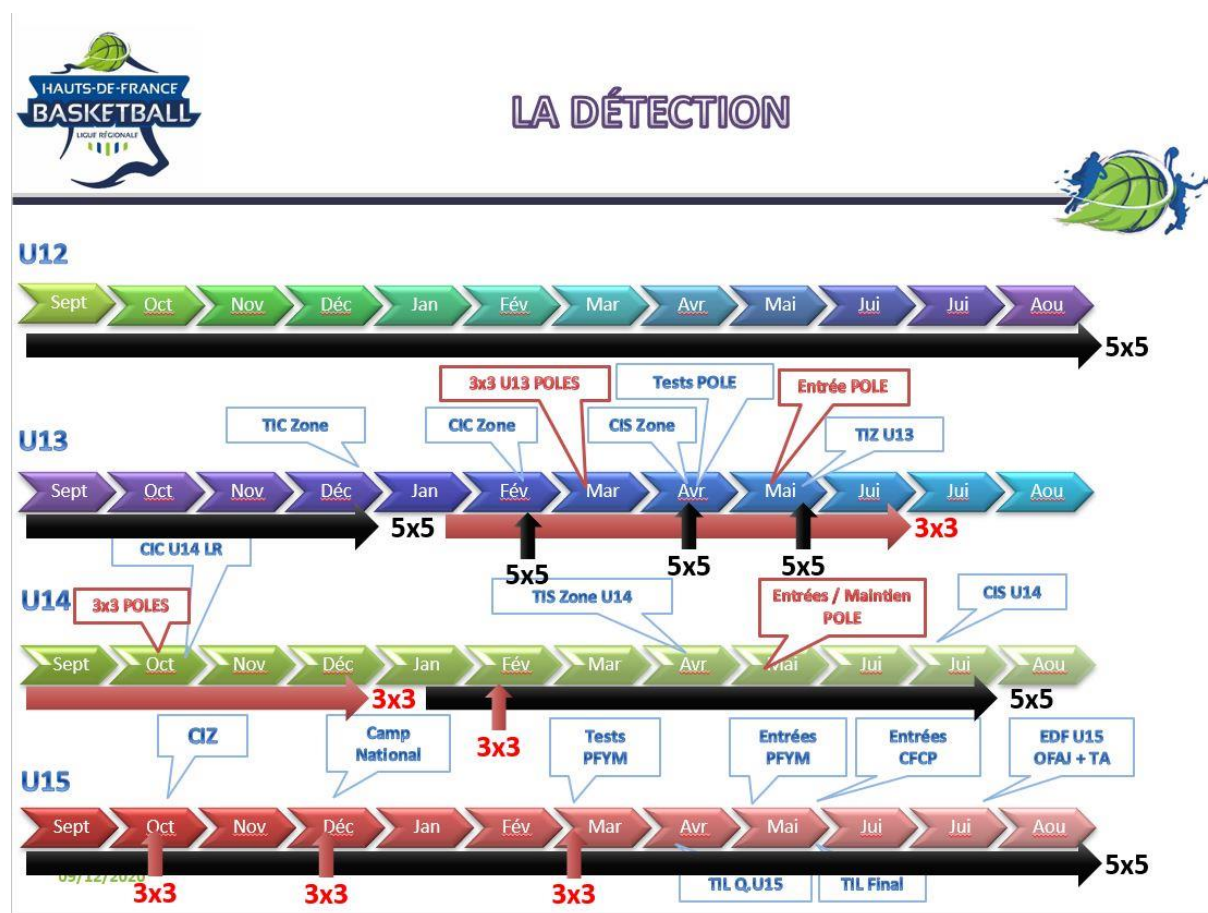 HAUTS-DE-FRANCE
BASKETBALL
LIGUE RÉGIONALE
LA DÉTECTION
U12
Sept Oct Nov Déc Jan Fév Mar Avr Mai Jui Jui Aou
5x5
3x3 U13 POLES Tests POLE Entrée POLE
TIC Zone CIC Zone CIS Zone TIZ U13
U13
Sept Oct Nov Déc Jan Fév Mar Avr Mai Jui Jui Aou
5x5 3x3
5x5 5x5 5x5
CIC U14 LR
U14 3x3 POLES TIS Zone U14 Entrées / Maintien
POLE
CIS U14
Sept Oct Nov Déc Jan Fév Mar Avr Mai Jui Jui Aou
3x3 5x5
3x3
CIZ
Camp
National
Tests
PFYM
Entrées
PFYM
Entrées
CFCP
EDF U15
OFAJ + TA
U15
Sept Oct Nov Déc Jan Fév Mar Avr Mai Jui Jui Aou
5x5
09/12/2020
3x3 3x3 3x3
TIL Q,U15 TIL Final